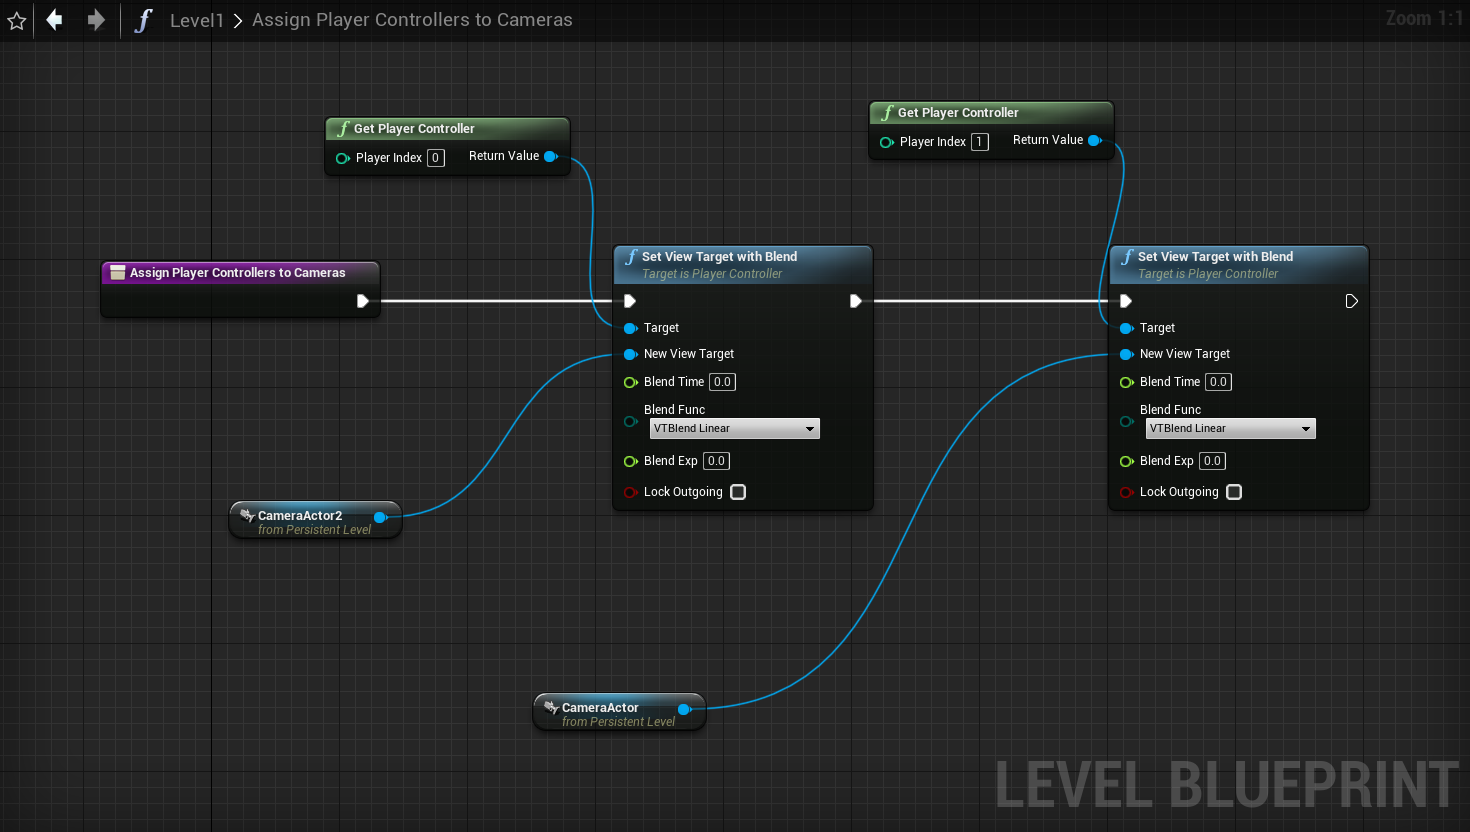 f Level1 > Assign Player Controllers to Cameras
Zoom 1:1
f Get Player Controller
Player Index 0 Return Value
f Get Player Controller
Player Index 1 Return Value
Assign Player Controllers to Cameras
f Set View Target with Blend
Target is Player Controller
Target
New View Target
Blend Time 0.0
Blend Func
VTBlend Linear
Blend Exp 0.0
Lock Outgoing
f Set View Target with Blend
Target is Player Controller
Target
New View Target
Blend Time 0.0
Blend Func
VTBlend Linear
Blend Exp 0.0
Lock Outgoing
CameraActor2
from Persistent Level
CameraActor
from Persistent Level
LEVEL BLUEPRINT